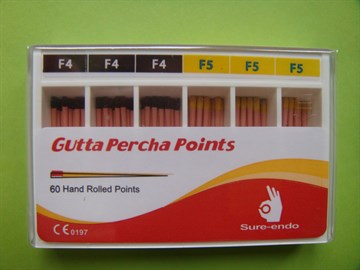 F4 F4 F4 F5 F5 F5
Gutta Percha Points
60 Hand Rolled Points
CE 0197
Sure-endo